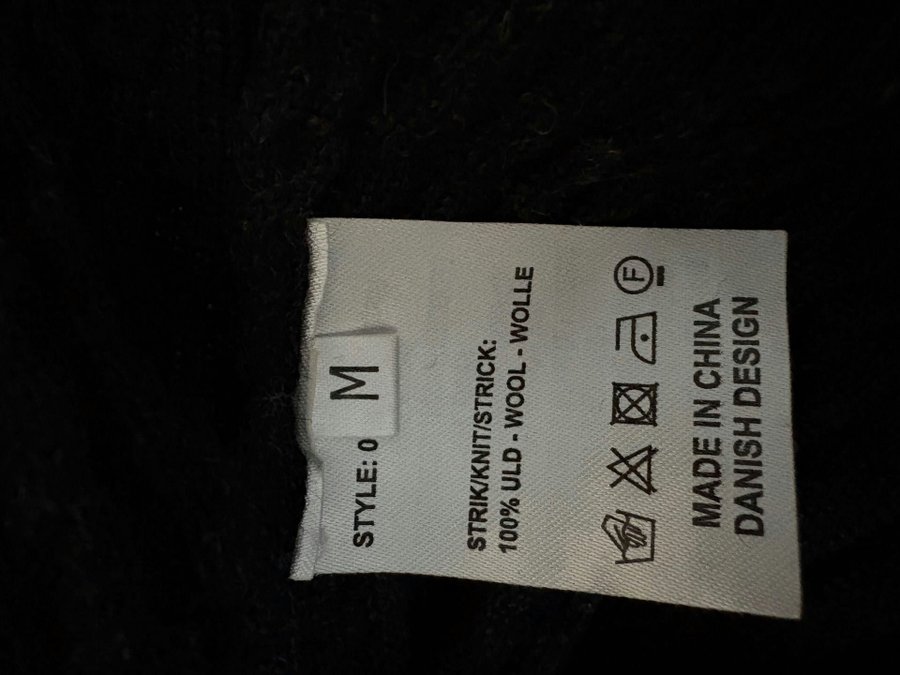 STYLE: 0
M
STRIK/KNIT/STRICK:
100% ULD - WOOL - WOLLE
F
MADE IN CHINA
DANISH DESIGN